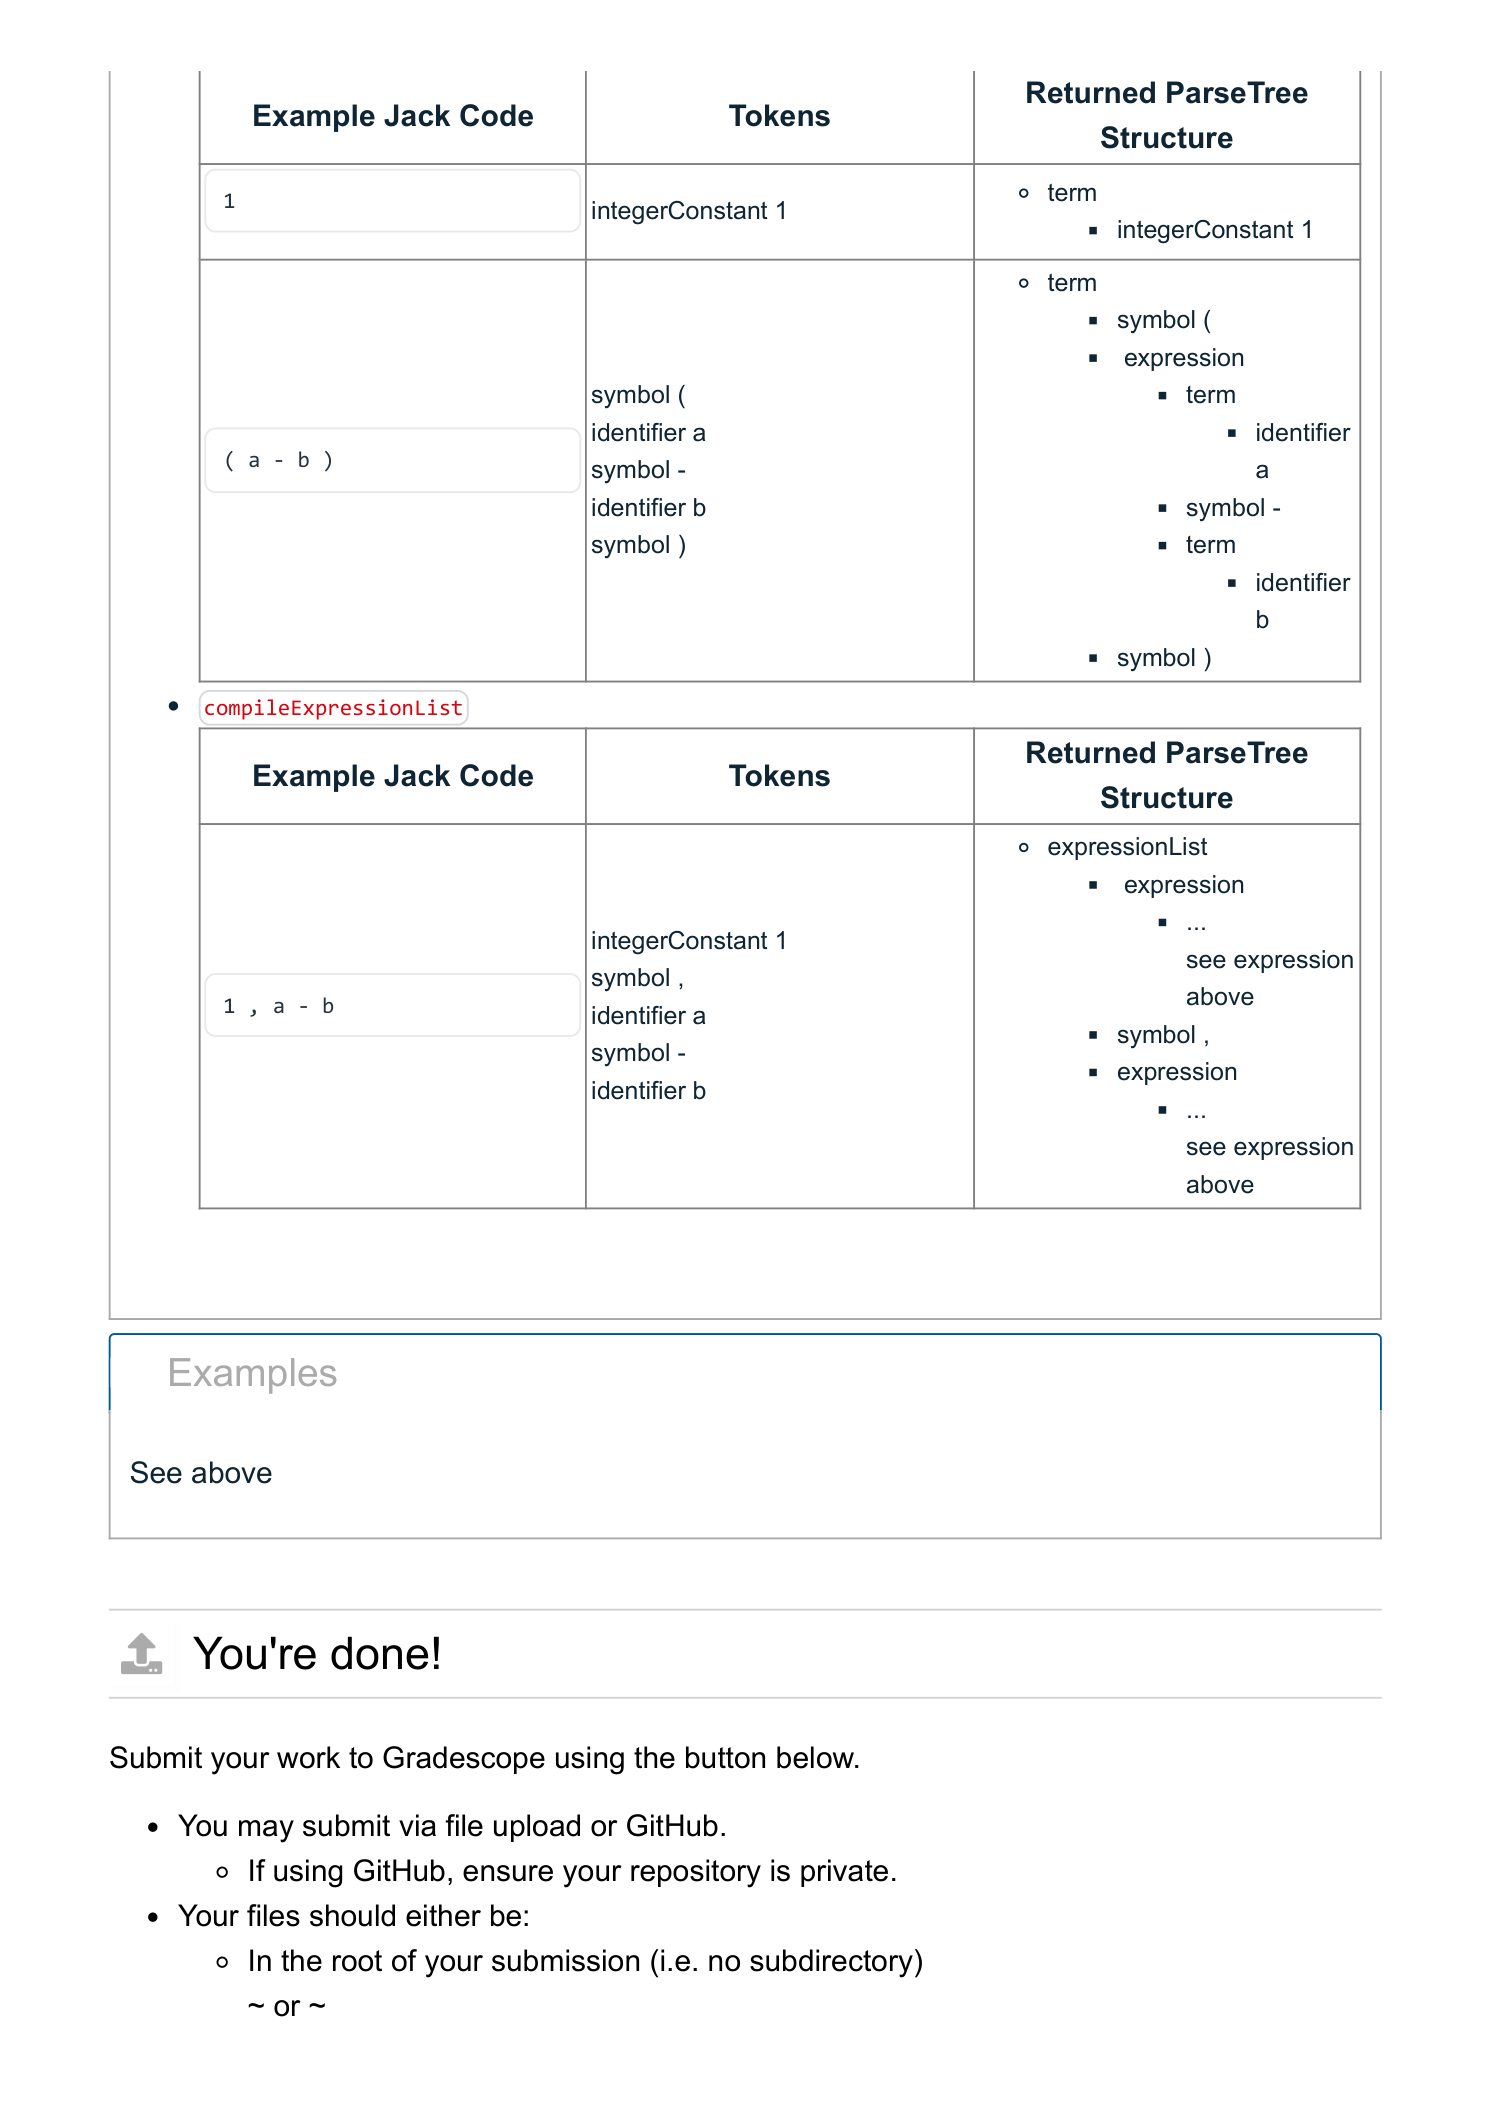 Example Jack Code
Tokens
Returned ParseTree
Structure
1
integerConstant 1
term
integerConstant 1
( a - b )
symbol (
identifier a
symbol -
identifier b
symbol )
term
symbol (
expression
term
identifier
a
symbol -
term
identifier
b
symbol )
compileExpressionList
Example Jack Code
Tokens
Returned ParseTree
Structure
1 , a - b
integerConstant 1
symbol ,
identifier a
symbol -
identifier b
expressionList
expression
...
see expression
above
symbol ,
expression
...
see expression
above
Examples
See above
You're done!
Submit your work to Gradescope using the button below.
You may submit via file upload or GitHub.
If using GitHub, ensure your repository is private.
Your files should either be:
In the root of your submission (i.e. no subdirectory)
~ or ~